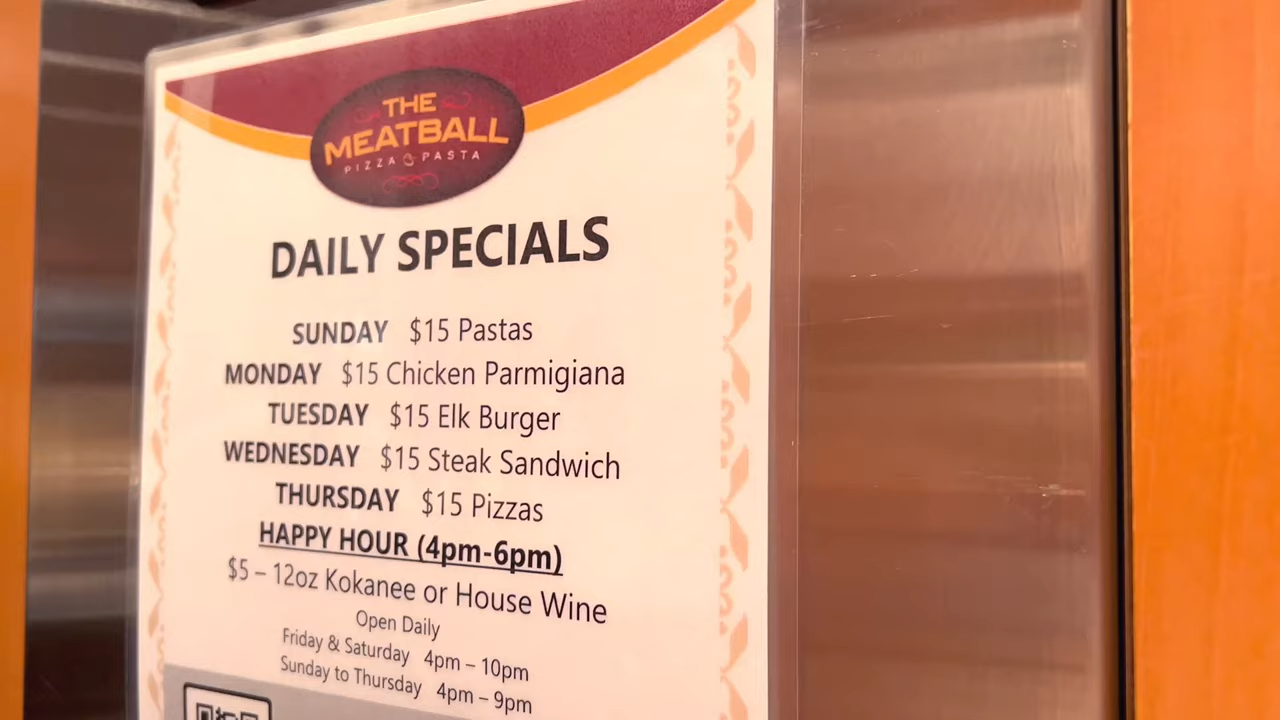 THE
MEATBALL
PIZZA & PASTA
DAILY SPECIALS
SUNDAY $15 Pastas
MONDAY $15 Chicken Parmigiana
TUESDAY $15 Elk Burger
WEDNESDAY $15 Steak Sandwich
THURSDAY $15 Pizzas
HAPPY HOUR (4pm-6pm)
$5 – 12oz Kokanee or House Wine
Open Daily
Friday & Saturday 4pm – 10pm
Sunday to Thursday 4pm – 9pm